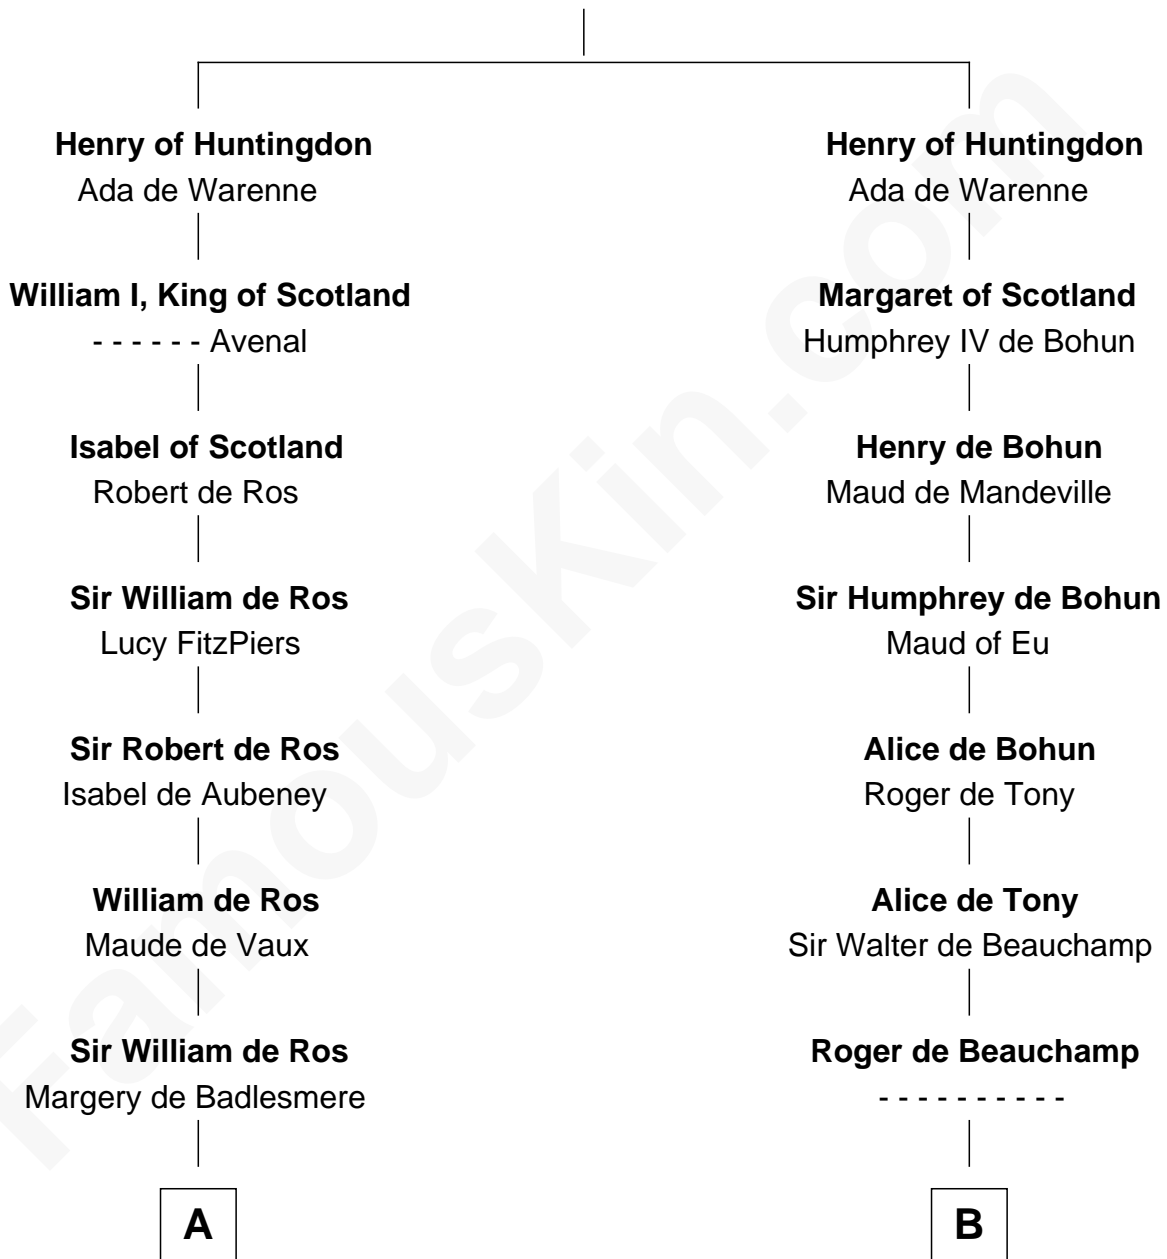 Henry of Huntingdon
Ada de Warenne
William I, King of Scotland
- - - - - - Avenal
Isabel of Scotland
Robert de Ros
Sir William de Ros
Lucy FitzPiers
Sir Robert de Ros
Isabel de Aubeney
William de Ros
Maude de Vaux
Sir William de Ros
Margery de Badlesmere
A
Henry of Huntingdon
Ada de Warenne
Margaret of Scotland
Humphrey IV de Bohun
Henry de Bohun
Maud de Mandeville
Sir Humphrey de Bohun
Maud of Eu
Alice de Bohun
Roger de Tony
Alice de Tony
Sir Walter de Beauchamp
Roger de Beauchamp
- - - - - - - - - -
B
FamousKin.com